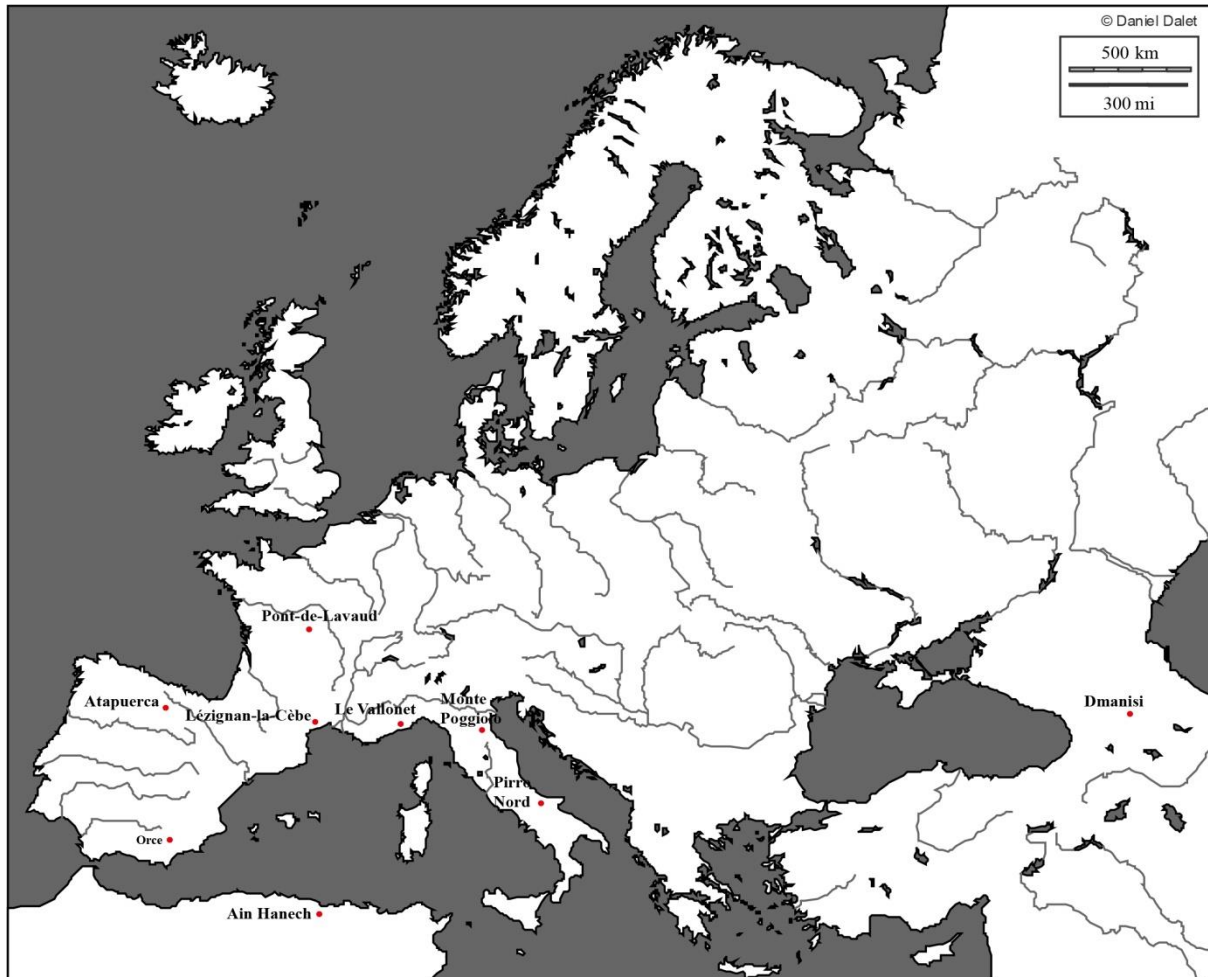 © Daniel Dalet
500 km
300 mi
Pont-de-Lavaud
Atapuerca
Lézignan-la-Cèbe
Le Vallonet
Monte
Poggiolo
Dmanisi
Pirro
Nord
Orce
Ain Hanech